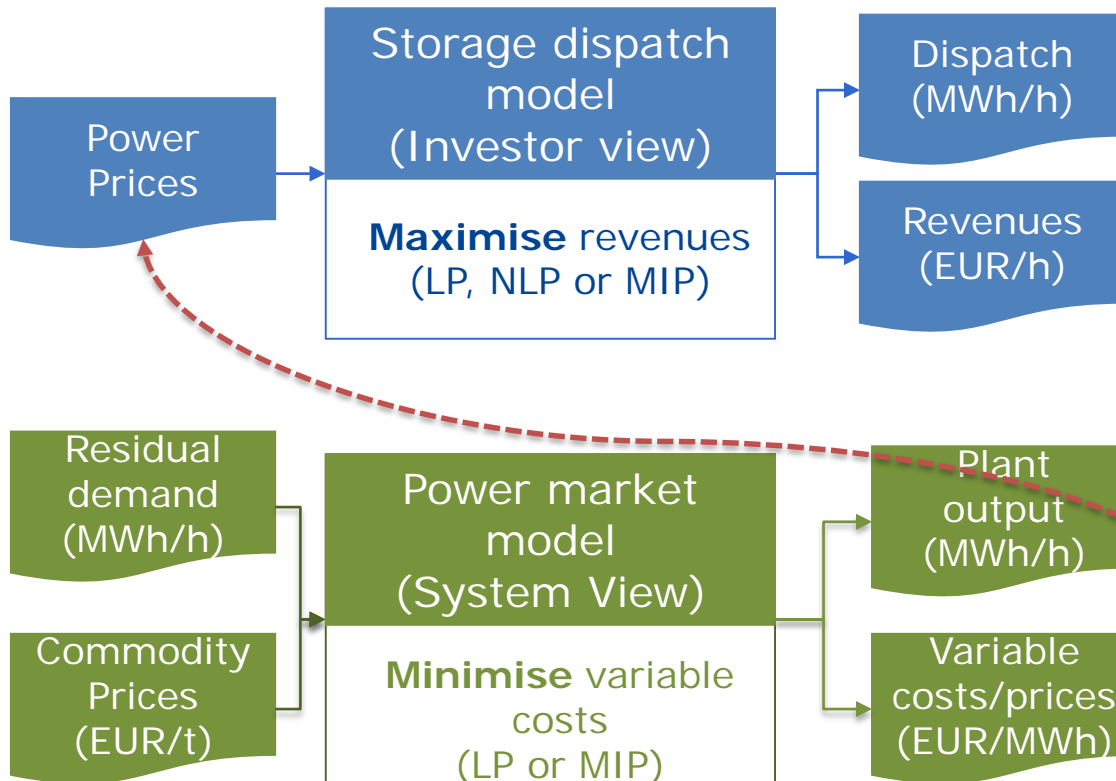 Power
Prices
Storage dispatch
model
(Investor view)
Maximise revenues
(LP, NLP or MIP)
Dispatch
(MWh/h)
Revenues
(EUR/h)
Residual
demand
(MWh/h)
Commodity
Prices
(EUR/t)
Power market
model
(System View)
Minimise variable
costs
(LP or MIP)
Plant
output
(MWh/h)
Variable
costs/prices
(EUR/MWh)